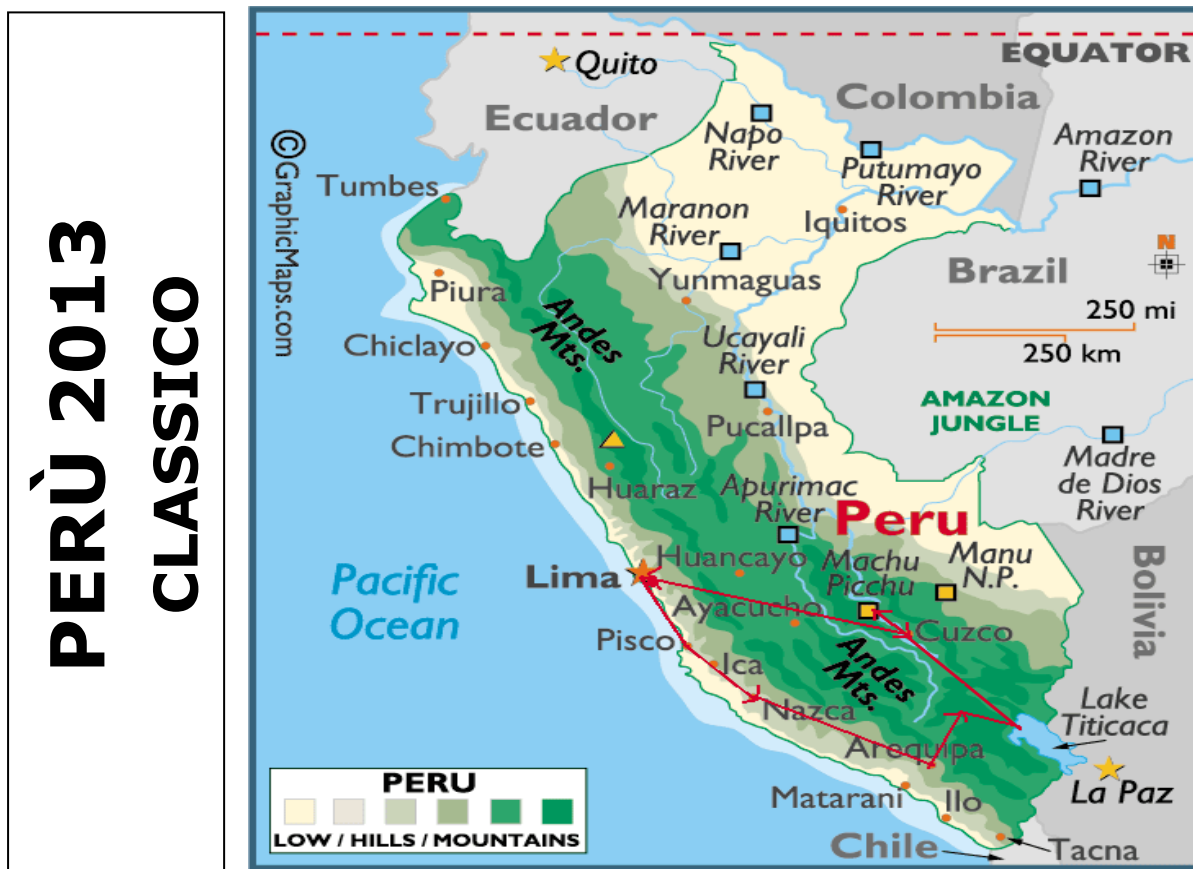 PERÙ 2013
CLASSICO
EQUATOR
Quito
Colombia
Ecuador
Napo
River
Putumayo
River
Amazon
River
©GraphicMaps.com
Tumbes
Maranon
River
Iquitos
N
Brazil
Piura
Yunmaguas
250 mi
250 km
Andes
Mts.
Chiclayo
Ucayali
River
Trujillo
AMAZON
JUNGLE
Pucallpa
Chimbote
Madre
de Dios
River
Huaraz
Apurimac
River
Peru
Huancayo
Machu
Picchu
Manu
N.P.
Bolivia
Lima
Pacific
Ocean
Ayacucho
Cuzco
Pisco
Ica
Andes
Mts.
Nazca
Lake
Titicaca
Arequipa
PERU
LOW / HILLS / MOUNTAINS
Matarani
Ilo
La Paz
Chile
Tacna